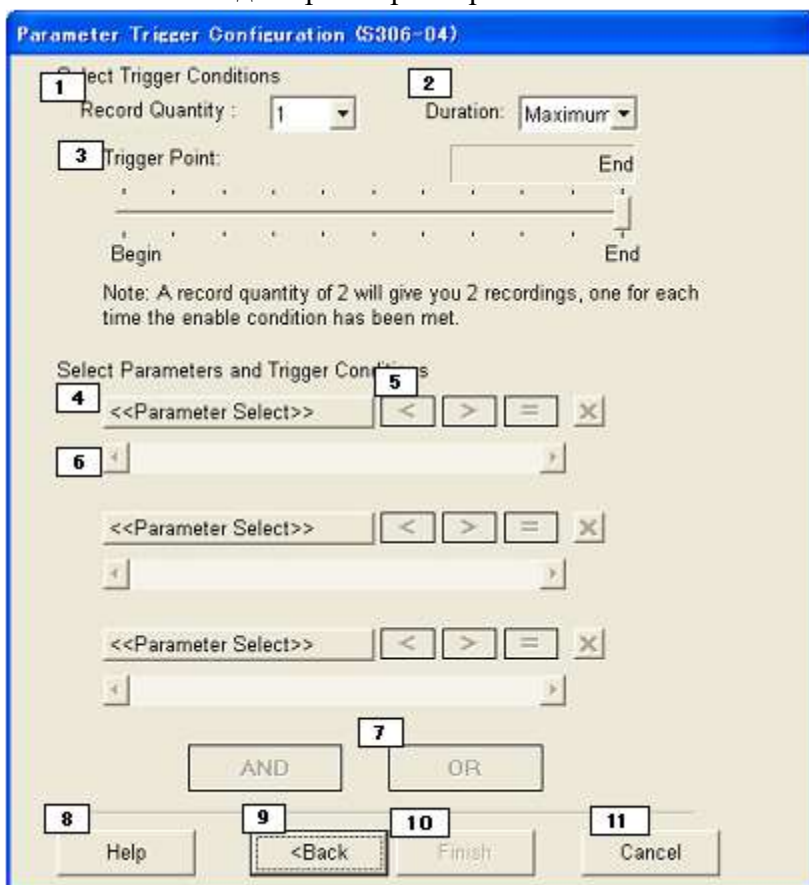 Parameter Trigger Configuration (S306-04)
Select Trigger Conditions
1 Record Quantity : 1 2 Duration: Maximum
3 Trigger Point: End
Begin End
Note: A record quantity of 2 will give you 2 recordings, one for each
time the enable condition has been met.
Select Parameters and Trigger Conditions
4 <<Parameter Select>> 5 < > = X
6
<<Parameter Select>> < > = X
<<Parameter Select>> < > = X
7
AND OR
8 9 10 11
Help <Back Finish Cancel